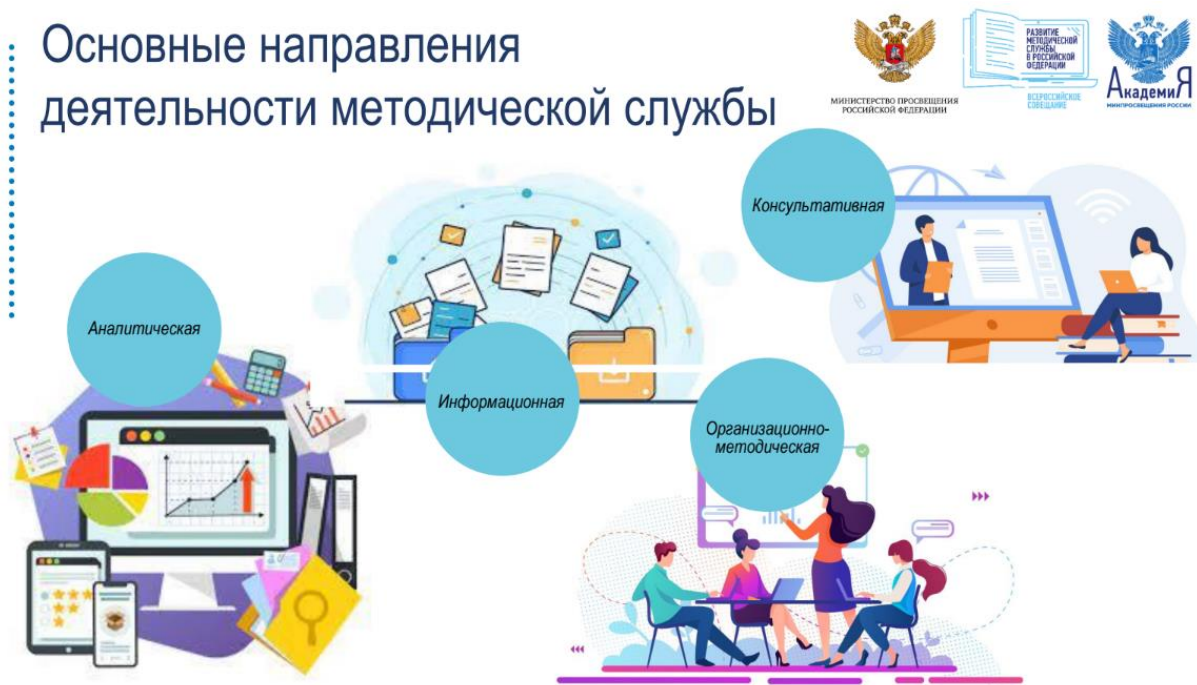 Основные направления
деятельности методической службы
МИНИСТЕРСТВО ПРОСВЕЩЕНИЯ
РОССИЙСКОЙ ФЕДЕРАЦИИ
РАЗВИТИЕ
МЕТОДИЧЕСКОЙ
СЛУЖБЫ
В РОССИЙСКОЙ
ФЕДЕРАЦИИ
ВСЕРОССИЙСКОЕ
СОВЕЩАНИЕ
АкадемиЯ
МИНПРОСВЕЩЕНИЯ РОССИИ
Консультативная
Аналитическая
Информационная
Организационно-
методическая